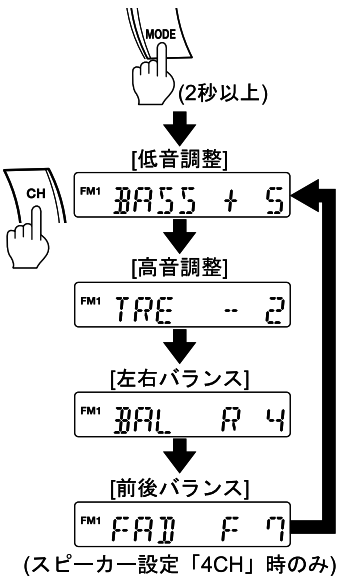 MODE
(2秒以上)
[低音調整]
CH
FM1 BASS + 5
[高音調整]
FM1 TRE - 2
[左右バランス]
FM1 BAL R 4
[前後バランス]
FM1 FAD F 7
(スピーカー設定「4CH」時のみ)